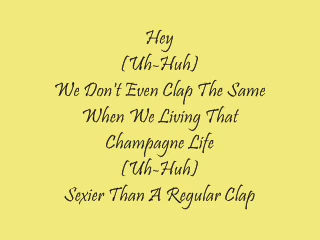 Hey
(Uh-Huh)
We Don't Even Clap The Same
When We Living That
Champagne Life
(Uh-Huh)
Sexier Than A Regular Clap